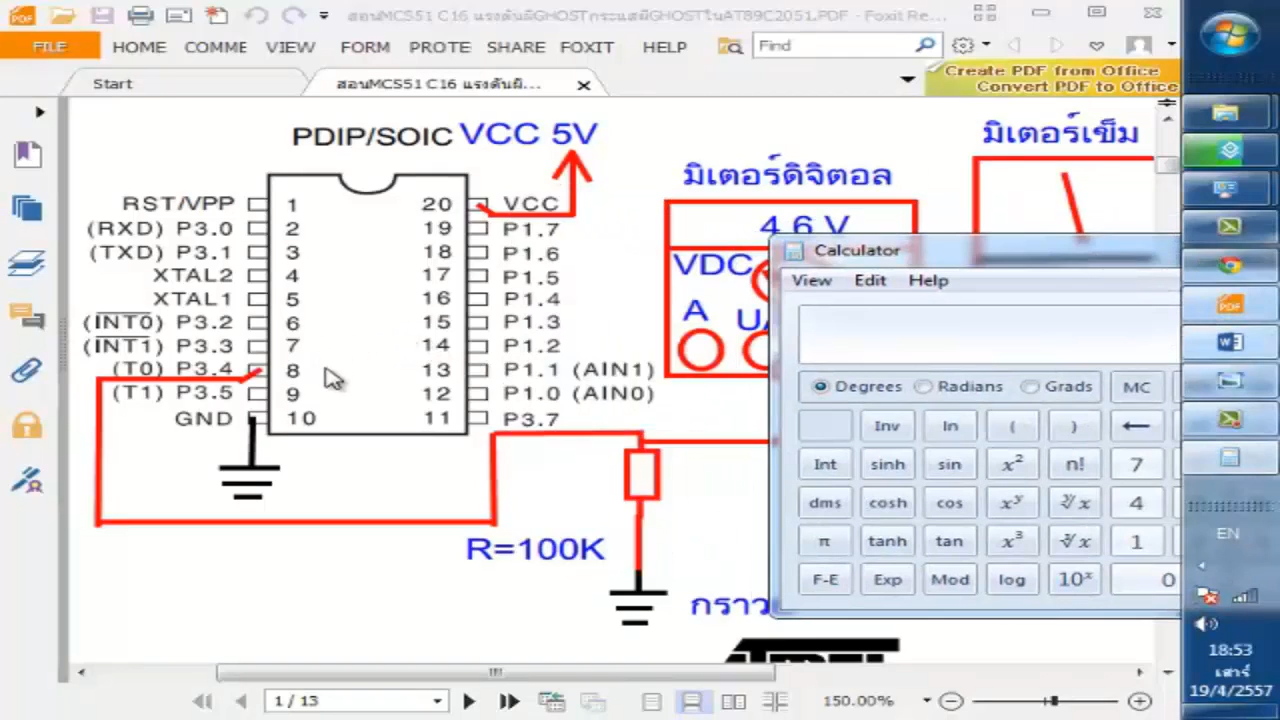 สอนMCS51 C16 แรงดันผีGHOSTกระแสผีGHOSTในAT89C2051.PDF - Foxit Re...
FILE HOME COMME VIEW FORM PROTE SHARE FOXIT HELP Find
Start สอนMCS51 C16 แรงดันผี...
Create PDF from Office
Convert PDF to Office
PDIP/SOIC VCC 5V
มิเตอร์ดิจิตอล
มิเตอร์เข็ม
RST/VPP 1 20 VCC
(RXD) P3.0 2 19 P1.7
(TXD) P3.1 3 18 P1.6
XTAL2 4 17 P1.5
XTAL1 5 16 P1.4
(INT0) P3.2 6 15 P1.3
(INT1) P3.3 7 14 P1.2
(T0) P3.4 8 13 P1.1 (AIN1)
(T1) P3.5 9 12 P1.0 (AIN0)
GND 10 11 P3.7
4.6 V
VDC
A
R=100K
กราว
ATMEL
Calculator
View Edit Help
Degrees Radians Grads MC
Inv ln ( ) ←
Int sinh sin x² n! 7
dms cosh cos xʸ ʸ√x 4
π tanh tan x³ ³√x 1
F-E Exp Mod log 10ˣ 0
1 / 13
150.00%
EN
18:53
เสาร์
19/4/2557